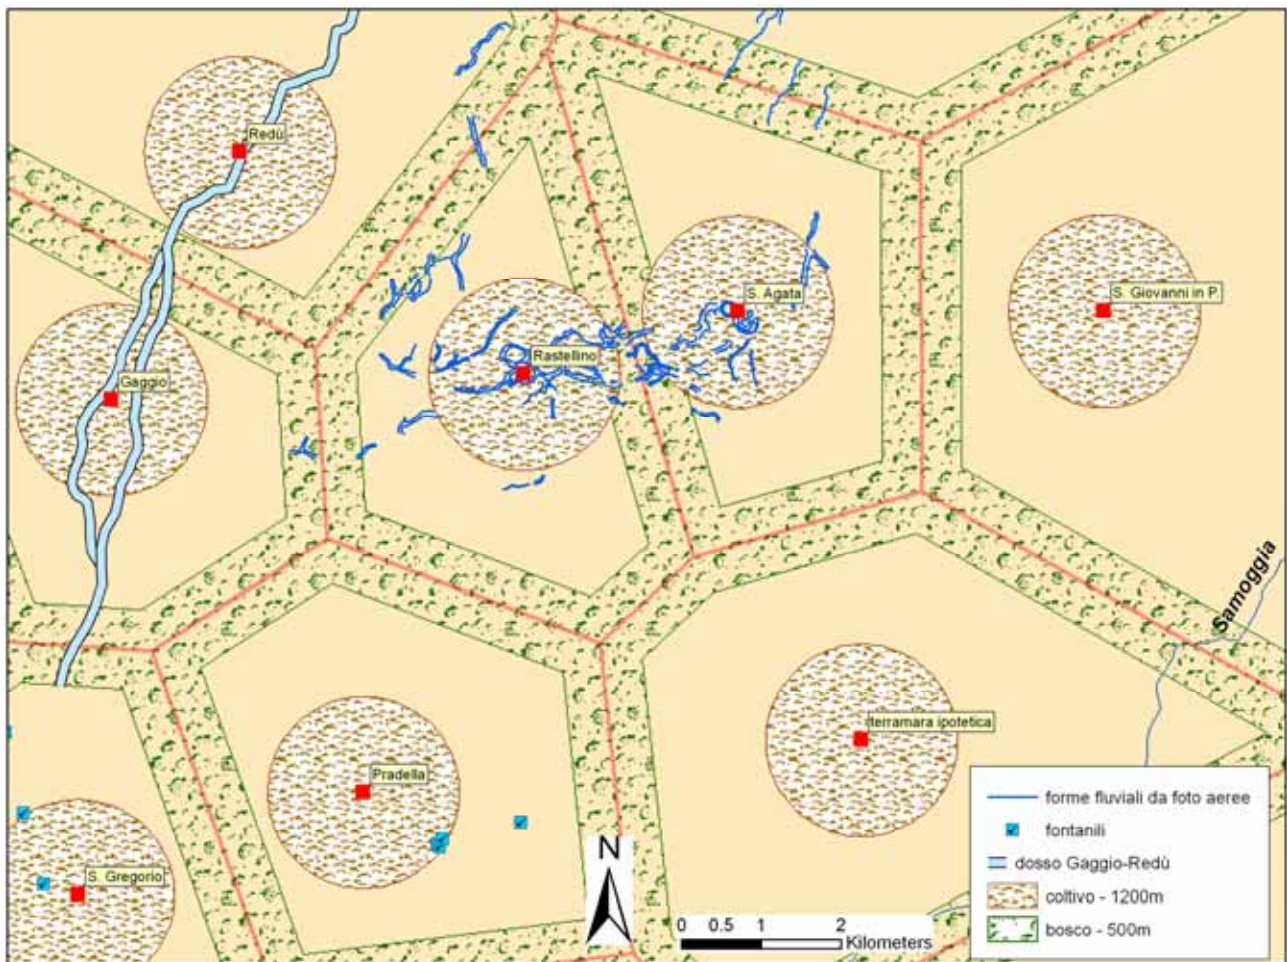 Redù
S. Agata
S. Giovanni in P.
Rastellino
Gaggio
Samoggia
terramara ipotetica
Pradella
S. Gregorio
N
0 0.5 1 2
Kilometers
forme fluviali da foto aeree
fontanili
dosso Gaggio-Redù
coltivo - 1200m
bosco - 500m